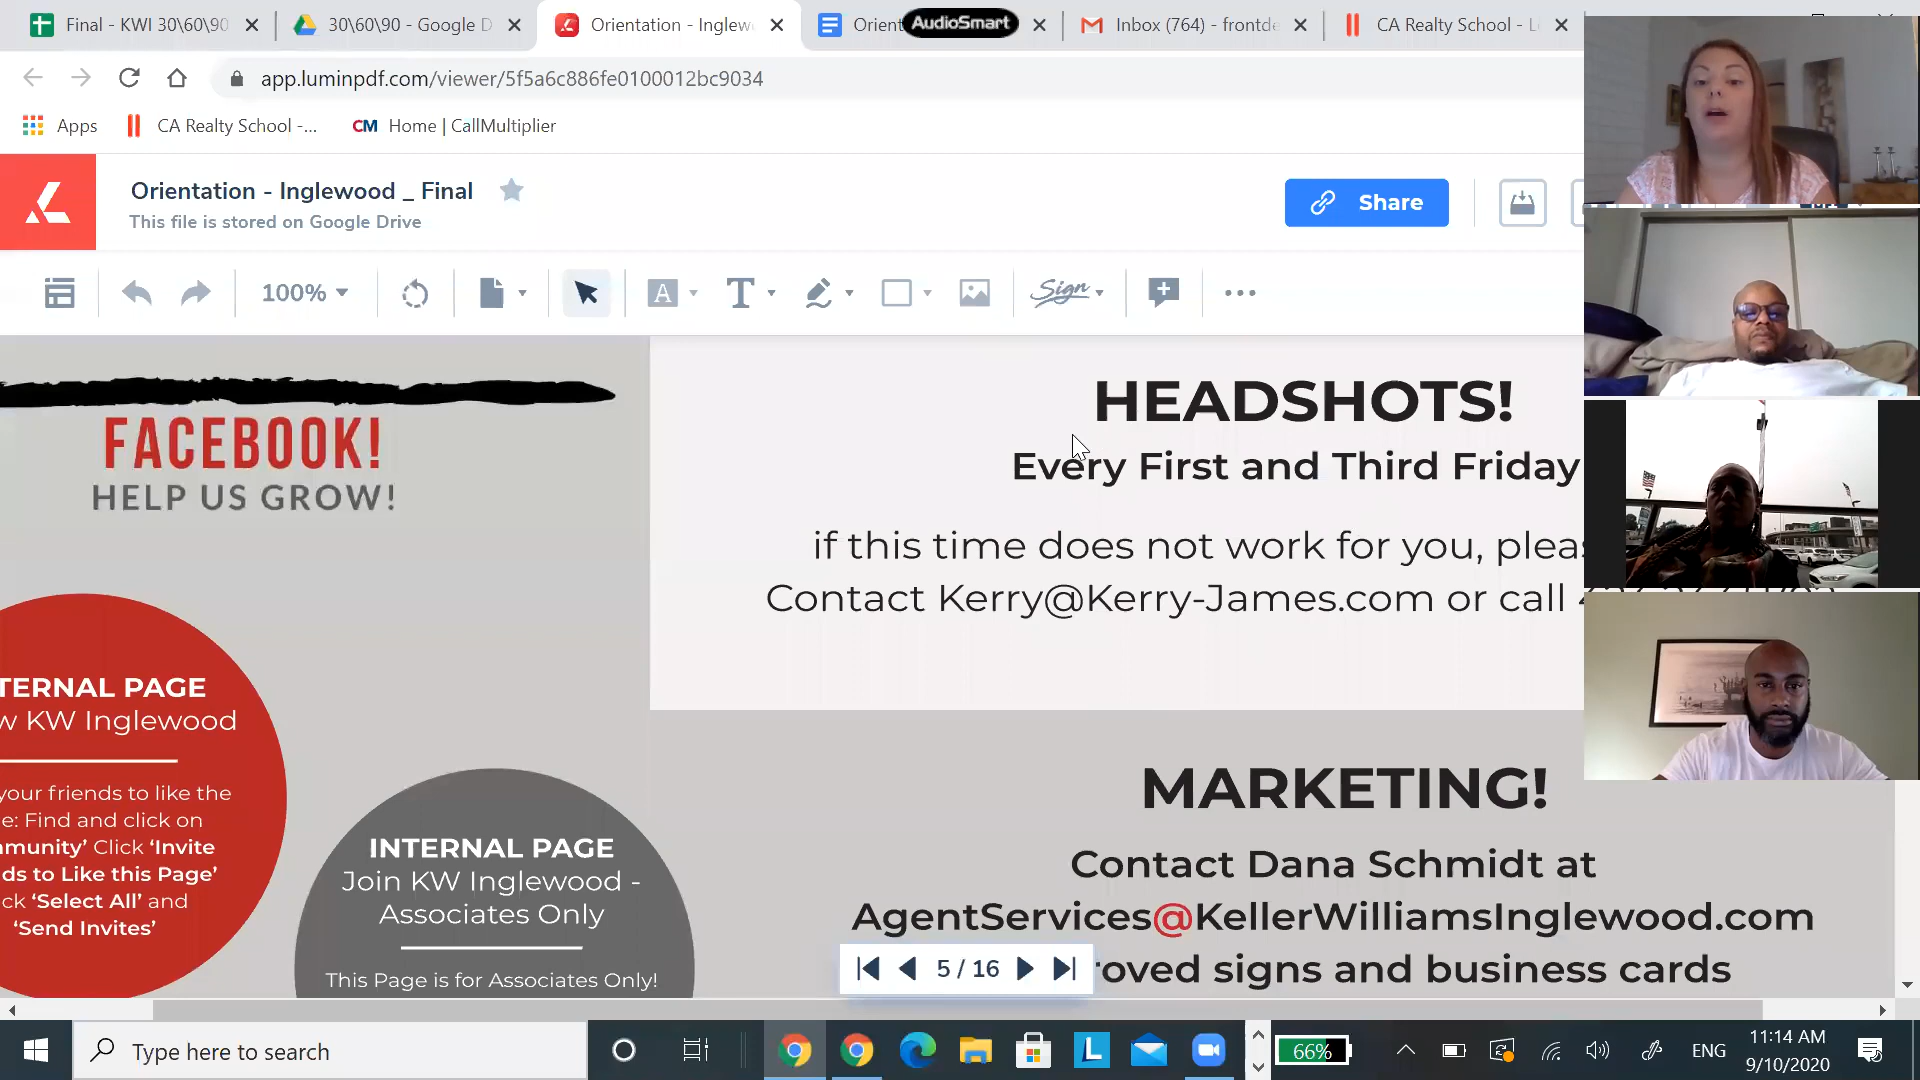 Final - KWI 30\60\90
30\60\90 - Google D
Orientation - Inglew
Orient
AudioSmart
Inbox (764) - frontde
CA Realty School - L
app.luminpdf.com/viewer/5f5a6c886fe0100012bc9034
Apps
CA Realty School -...
CM Home | CallMultiplier
Orientation - Inglewood _ Final
This file is stored on Google Drive
Share
100%
A
T
Sign
FACEBOOK!
HELP US GROW!
TERNAL PAGE
w KW Inglewood
your friends to like the
e: Find and click on
mmunity’ Click ‘Invite
ds to Like this Page’
ck ‘Select All’ and
‘Send Invites’
INTERNAL PAGE
Join KW Inglewood -
Associates Only
This Page is for Associates Only!
HEADSHOTS!
Every First and Third Friday
if this time does not work for you, pleas
Contact Kerry@Kerry-James.com or call
MARKETING!
Contact Dana Schmidt at
AgentServices@KellerWilliamsInglewood.com
roved signs and business cards
5 / 16
Type here to search
L
66%
ENG
11:14 AM
9/10/2020